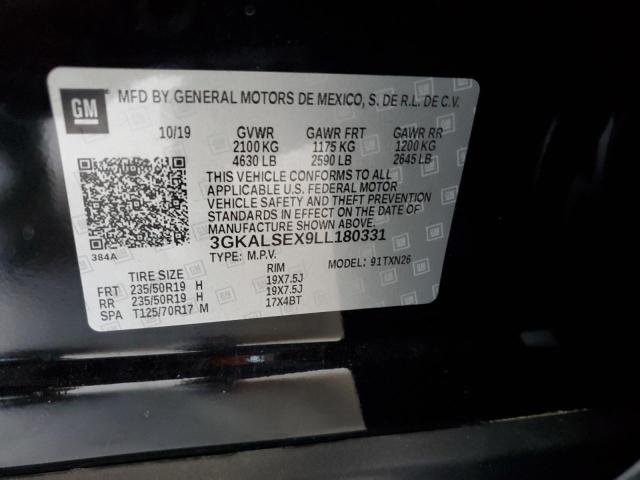 GM MFD BY. GENERAL MOTORS DE MEXICO, S. DE R.L. DE C.V.
10/19 GVWR GAWR FRT GAWR RR
2100 KG 1175 KG 1200 KG
4630 LB 2590 LB 2645 LB
THIS VEHICLE CONFORMS TO ALL
APPLICABLE U.S. FEDERAL MOTOR
VEHICLE SAFETY AND THEFT PREVENTION
STANDARDS IN EFFECT ON THE DATE OF
MANUFACTURE SHOWN ABOVE.
384A 3GKALSEX9LL180331
TYPE: M.P.V. MODEL: 91TXN26
TIRE SIZE RIM
FRT 235/50R19 H 19X7.5J
RR 235/50R19 H 19X7.5J
SPA T125/70R17 M 17X4BT